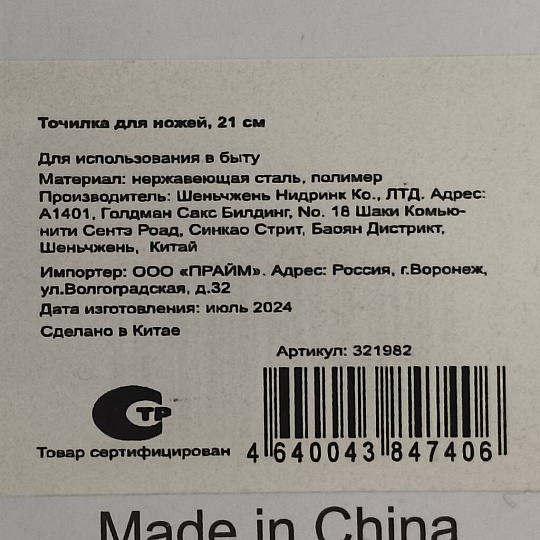 Точилка для ножей, 21 см
Для использования в быту
Материал: нержавеющая сталь, полимер
Производитель: Шеньчжень Нидринк Ко., ЛТД. Адрес:
А1401, Голдман Сакс Билдинг, No. 18 Шаки Комью-
нити Сентэ Роад, Синкао Стрит, Баоян Дистрикт,
Шеньчжень, Китай
Импортер: ООО «ПРАЙМ». Адрес: Россия, г.Воронеж,
ул.Волгоградская, д.32
Дата изготовления: июль 2024
Сделано в Китае
Артикул: 321982
СТР
Товар сертифицирован
4 640043 847406
Made in China